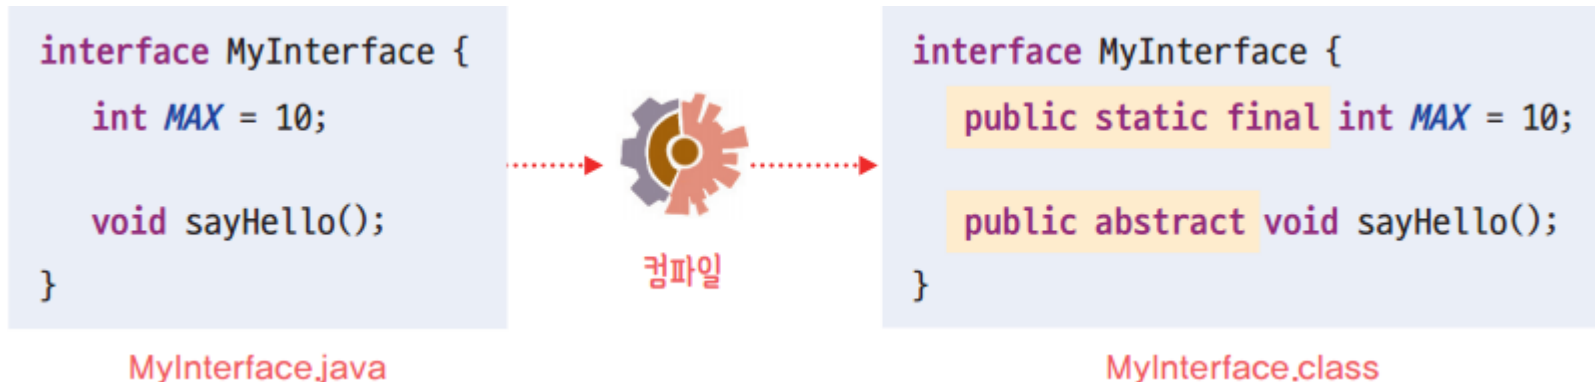 interface MyInterface {
int MAX = 10;
void sayHello();
}
MyInterface.java
컴파일
interface MyInterface {
public static final int MAX = 10;
public abstract void sayHello();
}
MyInterface.class